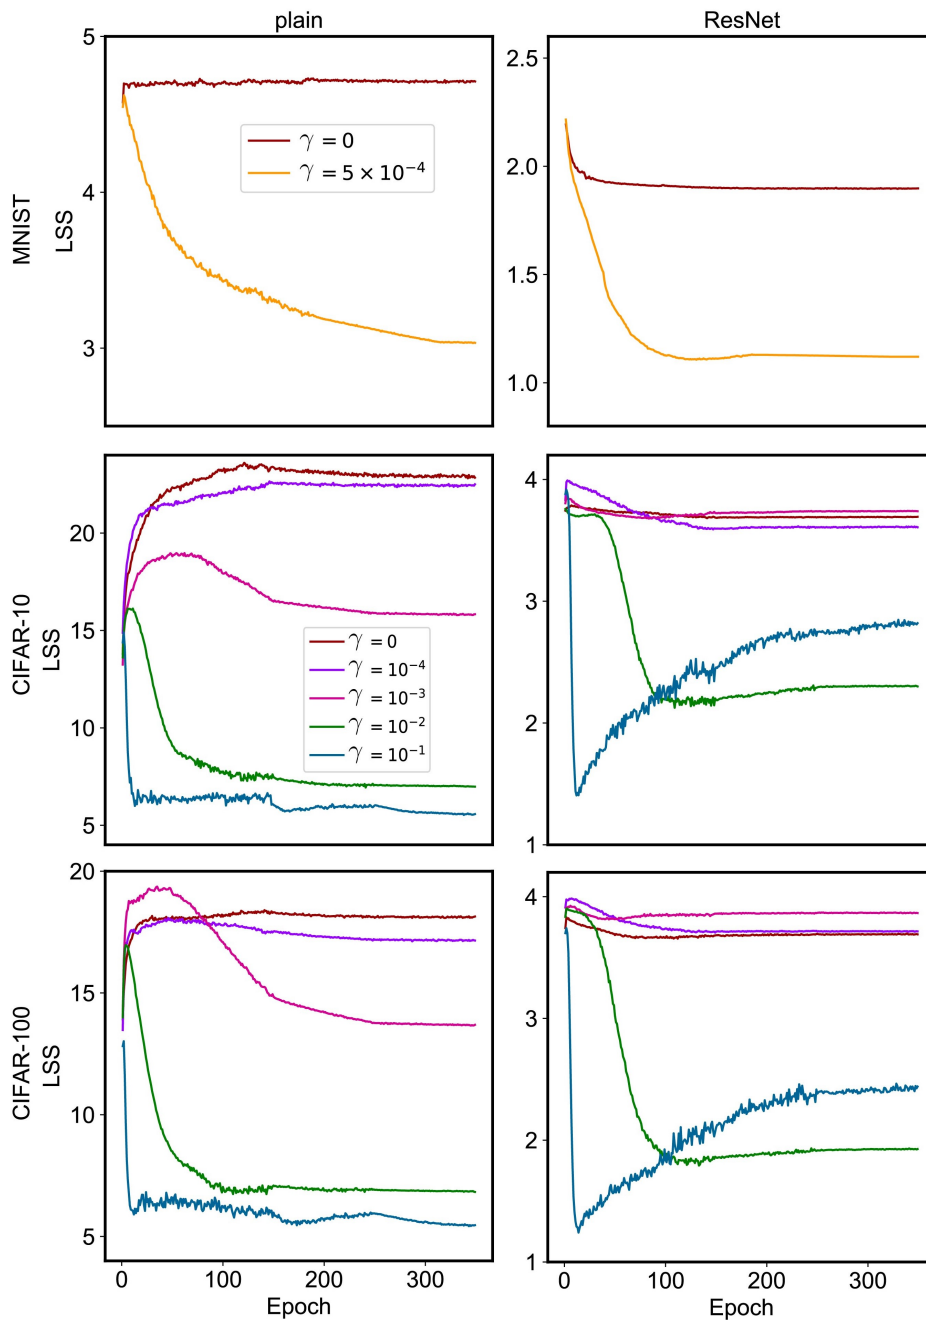 plain
ResNet
MNIST
LSS
5
4
3
γ = 0
γ = 5 × 10⁻⁴
2.5
2.0
1.5
1.0
CIFAR-10
LSS
20
15
10
5
γ = 0
γ = 10⁻⁴
γ = 10⁻³
γ = 10⁻²
γ = 10⁻¹
4
3
2
1
CIFAR-100
LSS
20
15
10
5
0 100 200 300
Epoch
4
3
2
1
0 100 200 300
Epoch